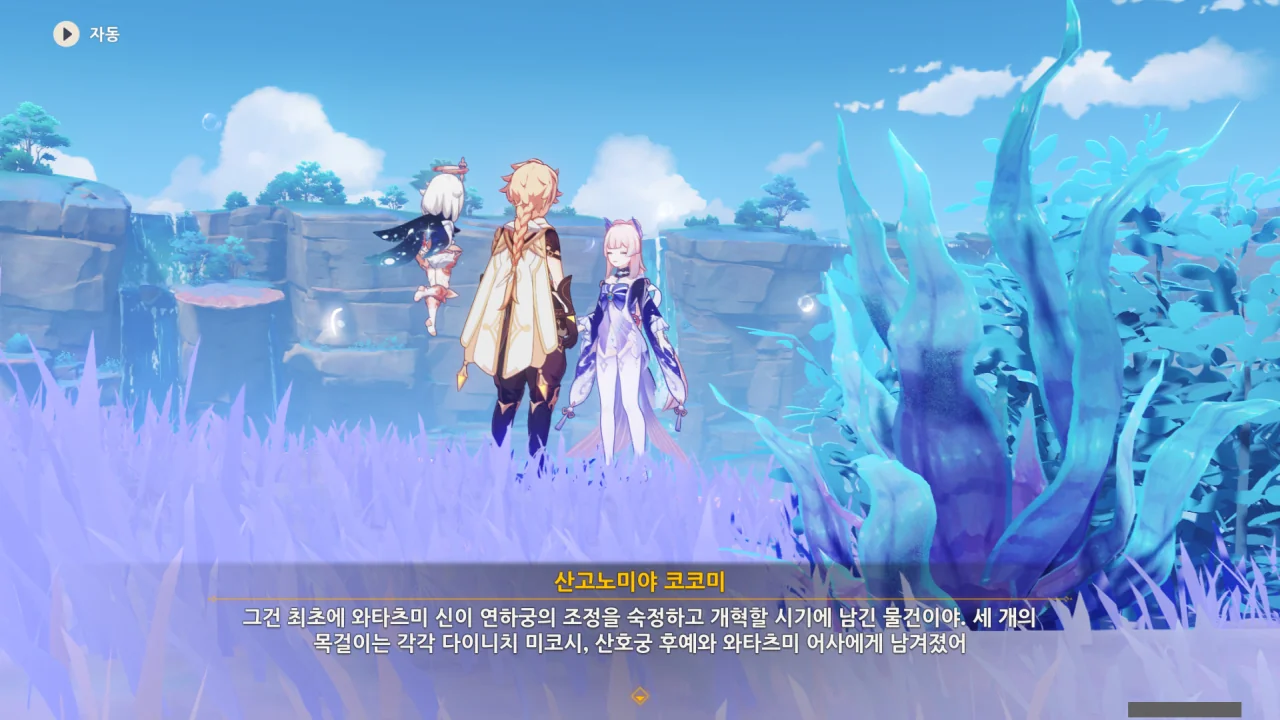 자동
산고노미야 코코미
그건 최초에 와타츠미 신이 연하궁의 조정을 숙정하고 개혁할 시기에 남긴 물건이야. 세 개의
목걸이는 각각 다이니치 미코시, 산호궁 후예와 와타츠미 어사에게 남겨졌어